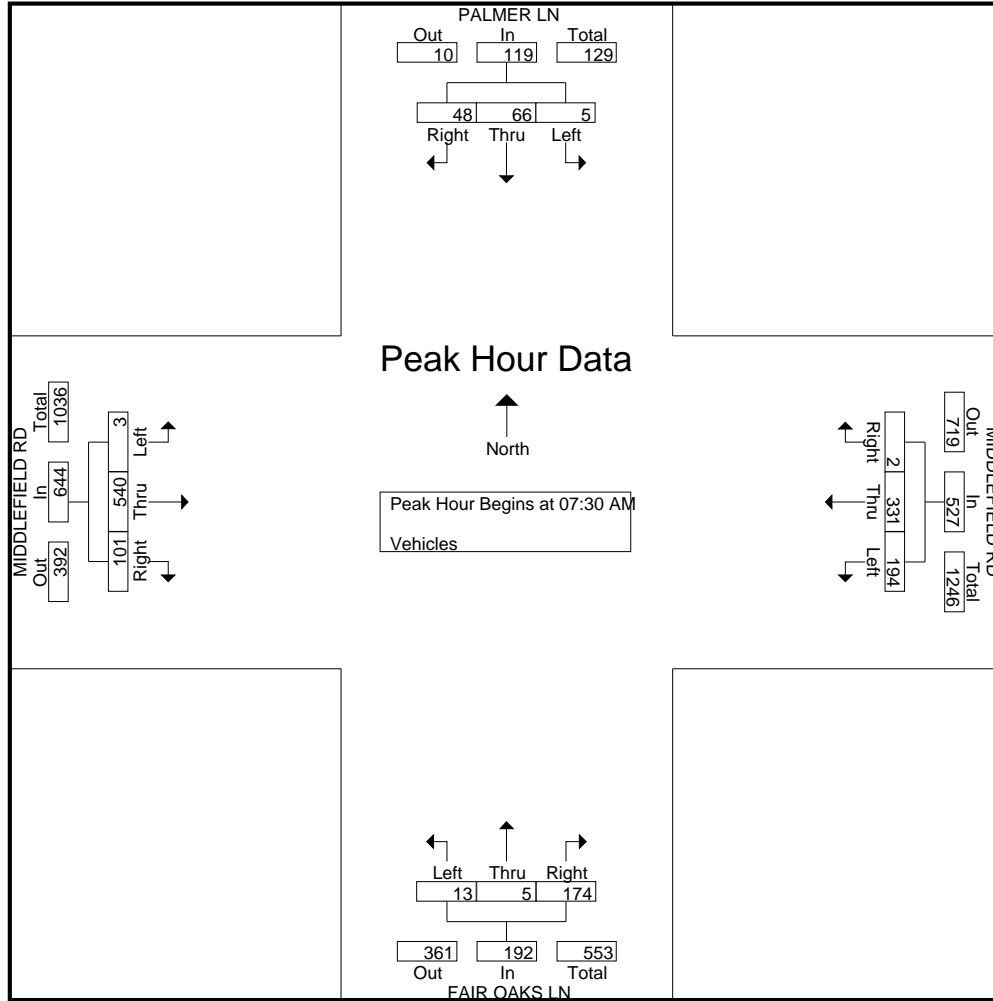 PALMER LN
Out In Total
10 119 129
48 66 5
Right Thru Left
Peak Hour Data
North
Peak Hour Begins at 07:30 AM
Vehicles
MIDDLEFIELD RD
Out In Total
392 644 1036
3 540 101
Left Thru Right
MIDDLEFIELD RD
Out In Total
719 527 1246
2 331 194
Right Thru Left
Left Thru Right
13 5 174
361 192 553
Out In Total
FAIR OAKS LN